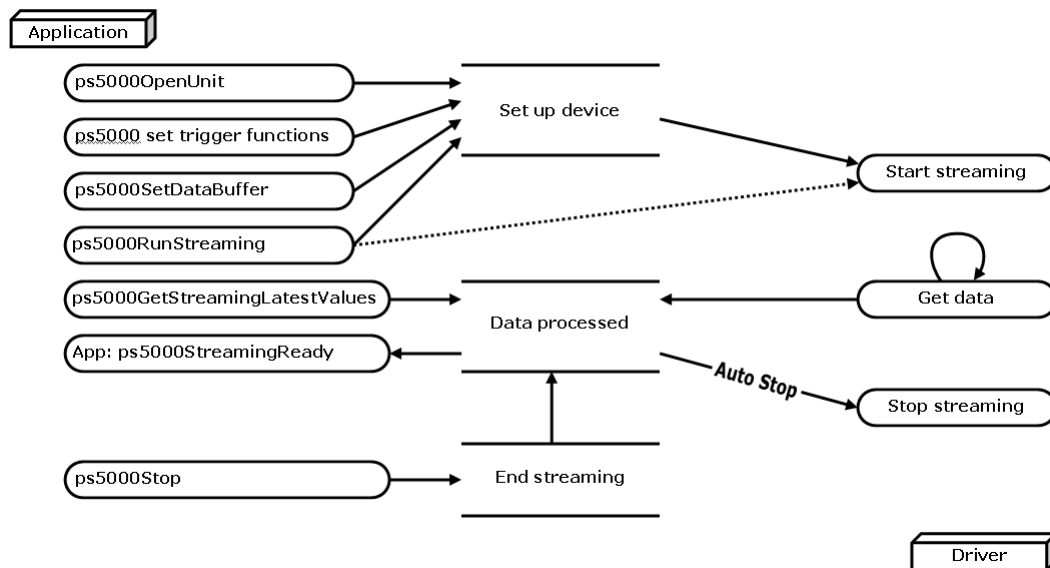 Application
ps5000OpenUnit
Set up device
ps5000 set trigger functions
Start streaming
ps5000SetDataBuffer
ps5000RunStreaming
ps5000GetStreamingLatestValues
Get data
Data processed
App: ps5000StreamingReady
Auto Stop
Stop streaming
ps5000Stop
End streaming
Driver